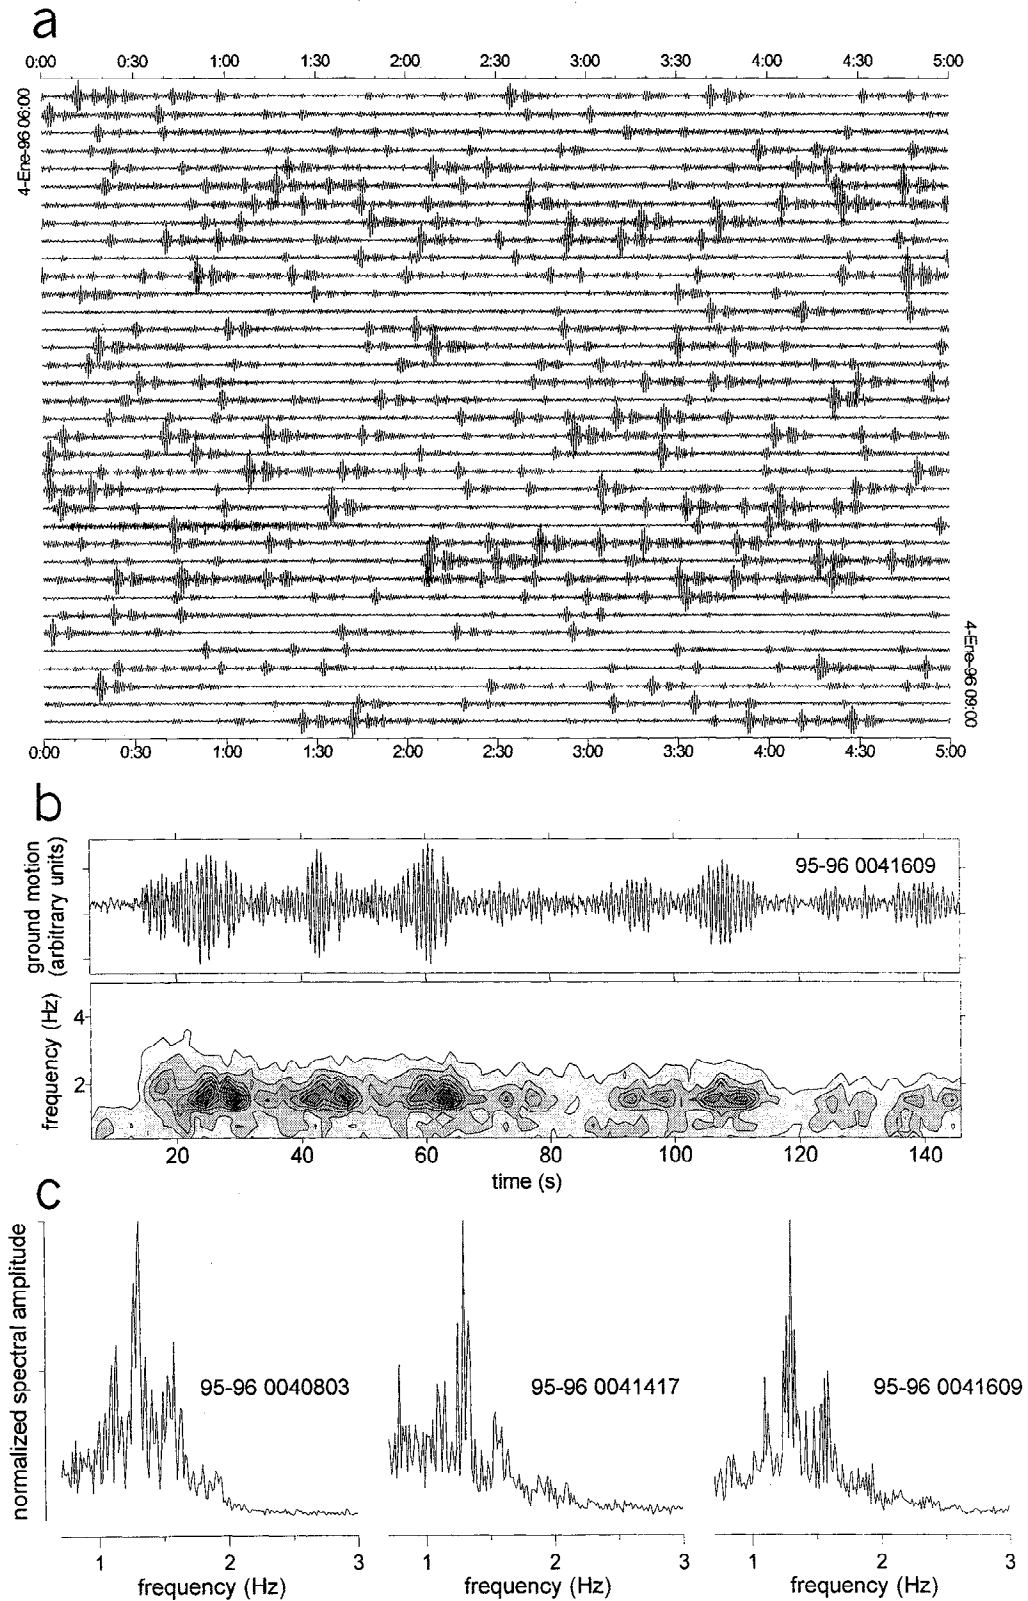 a
0:00 0:30 1:00 1:30 2:00 2:30 3:00 3:30 4:00 4:30 5:00
4-Ene-96 06:00
4-Ene-96 09:00
0:00 0:30 1:00 1:30 2:00 2:30 3:00 3:30 4:00 4:30 5:00
b
ground motion
(arbitrary units)
95-96 0041609
frequency (Hz)
4
2
20 40 60 80 100 120 140
time (s)
c
normalized spectral amplitude
95-96 0040803
95-96 0041417
95-96 0041609
1 2 3
1 2 3
1 2 3
frequency (Hz)
frequency (Hz)
frequency (Hz)